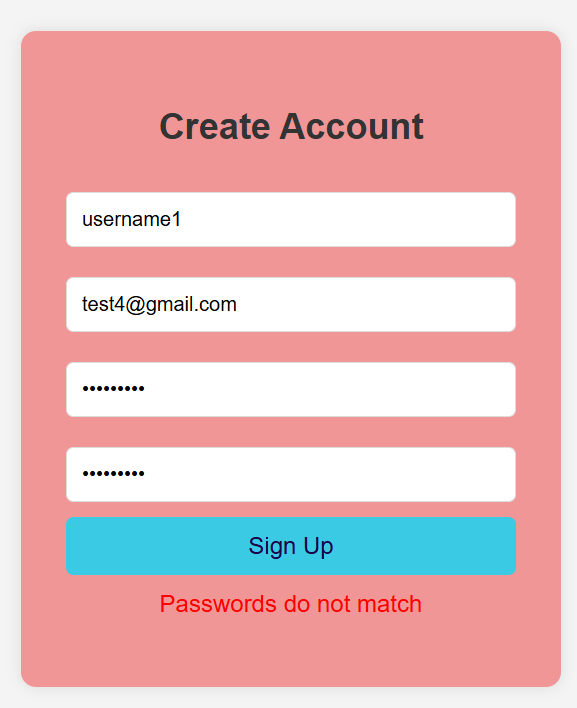 Create Account
username1
test4@gmail.com
•••••••••
•••••••••
Sign Up
Passwords do not match